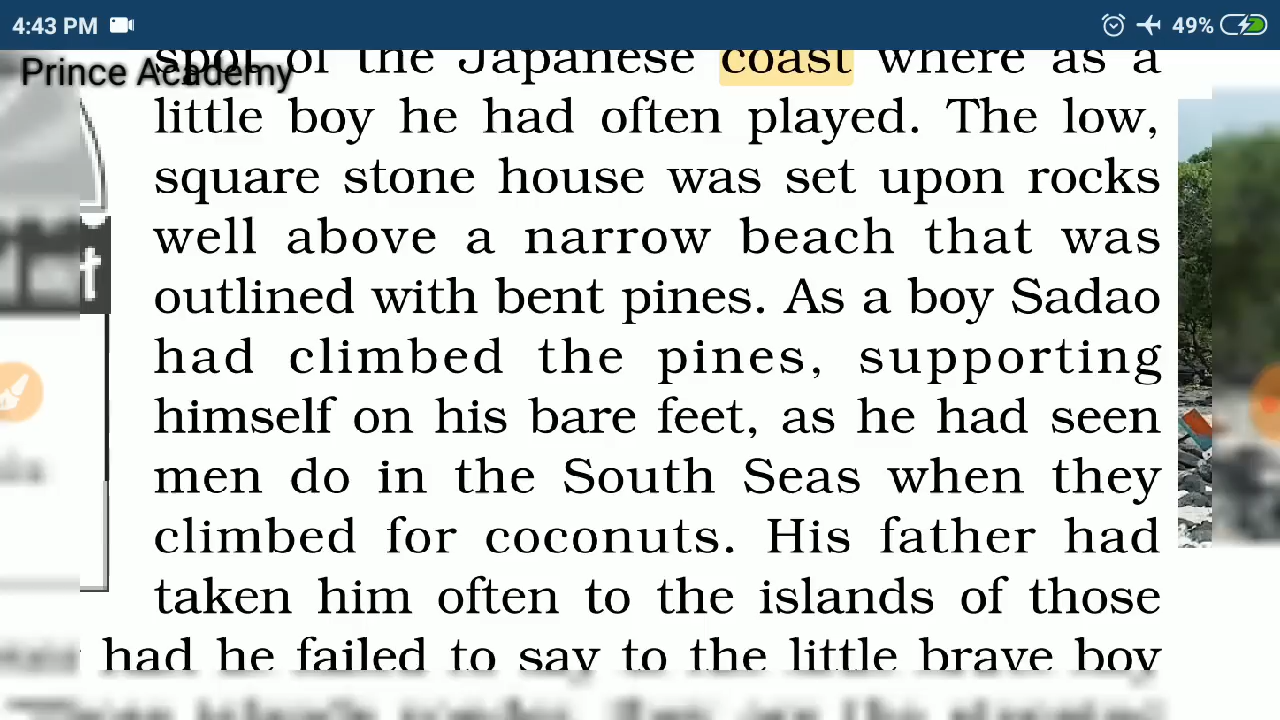 4:43 PM 49%
Prince Academy
spot of the Japanese coast where as a
little boy he had often played. The low,
square stone house was set upon rocks
well above a narrow beach that was
outlined with bent pines. As a boy Sadao
had climbed the pines, supporting
himself on his bare feet, as he had seen
men do in the South Seas when they
climbed for coconuts. His father had
taken him often to the islands of those
had he failed to say to the little brave boy